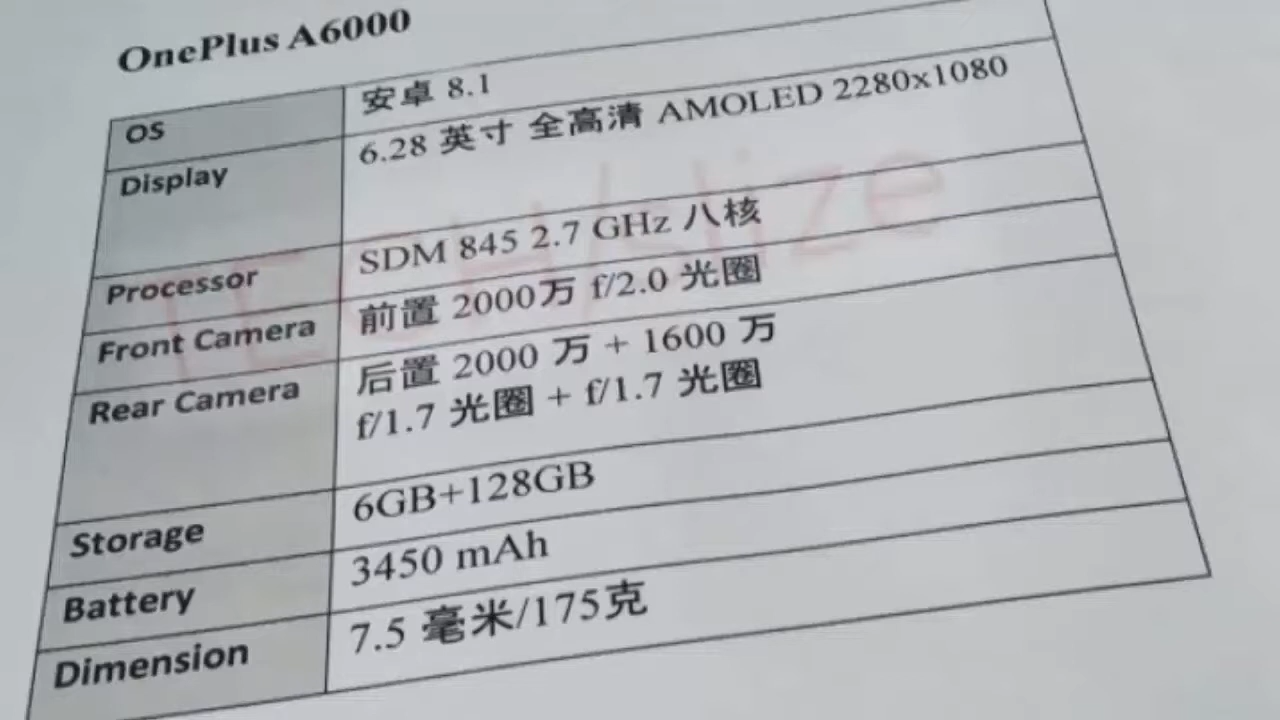 OnePlus A6000
OS 安卓 8.1
Display 6.28 英寸 全高清 AMOLED 2280x1080
Processor SDM 845 2.7 GHz 八核
Front Camera 前置 2000万 f/2.0 光圈
Rear Camera 后置 2000 万 + 1600 万
f/1.7 光圈 + f/1.7 光圈
Storage 6GB+128GB
Battery 3450 mAh
Dimension 7.5 毫米/175克